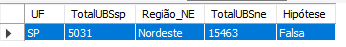 UF TotalUBSsp Região_NE TotalUBSne Hipótese
SP 5031 Nordeste 15463 Falsa